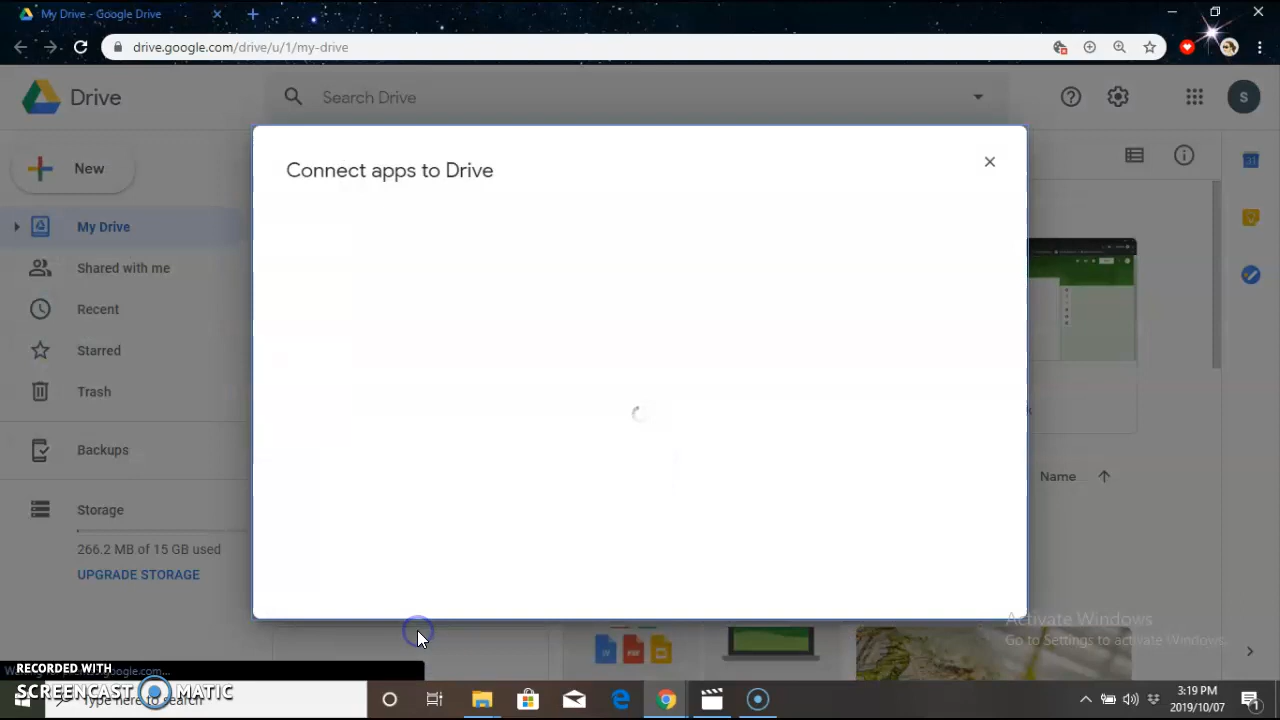 My Drive - Google Drive
drive.google.com/drive/u/1/my-drive
Drive
Search Drive
S
New
Connect apps to Drive
My Drive
Shared with me
Recent
Starred
Trash
Backups
Name
Storage
266.2 MB of 15 GB used
UPGRADE STORAGE
Activate Windows
Go to Settings to activate Windows.
RECORDED WITH
SCREENCAST MATIC
Type here to search
3:19 PM
2019/10/07
1